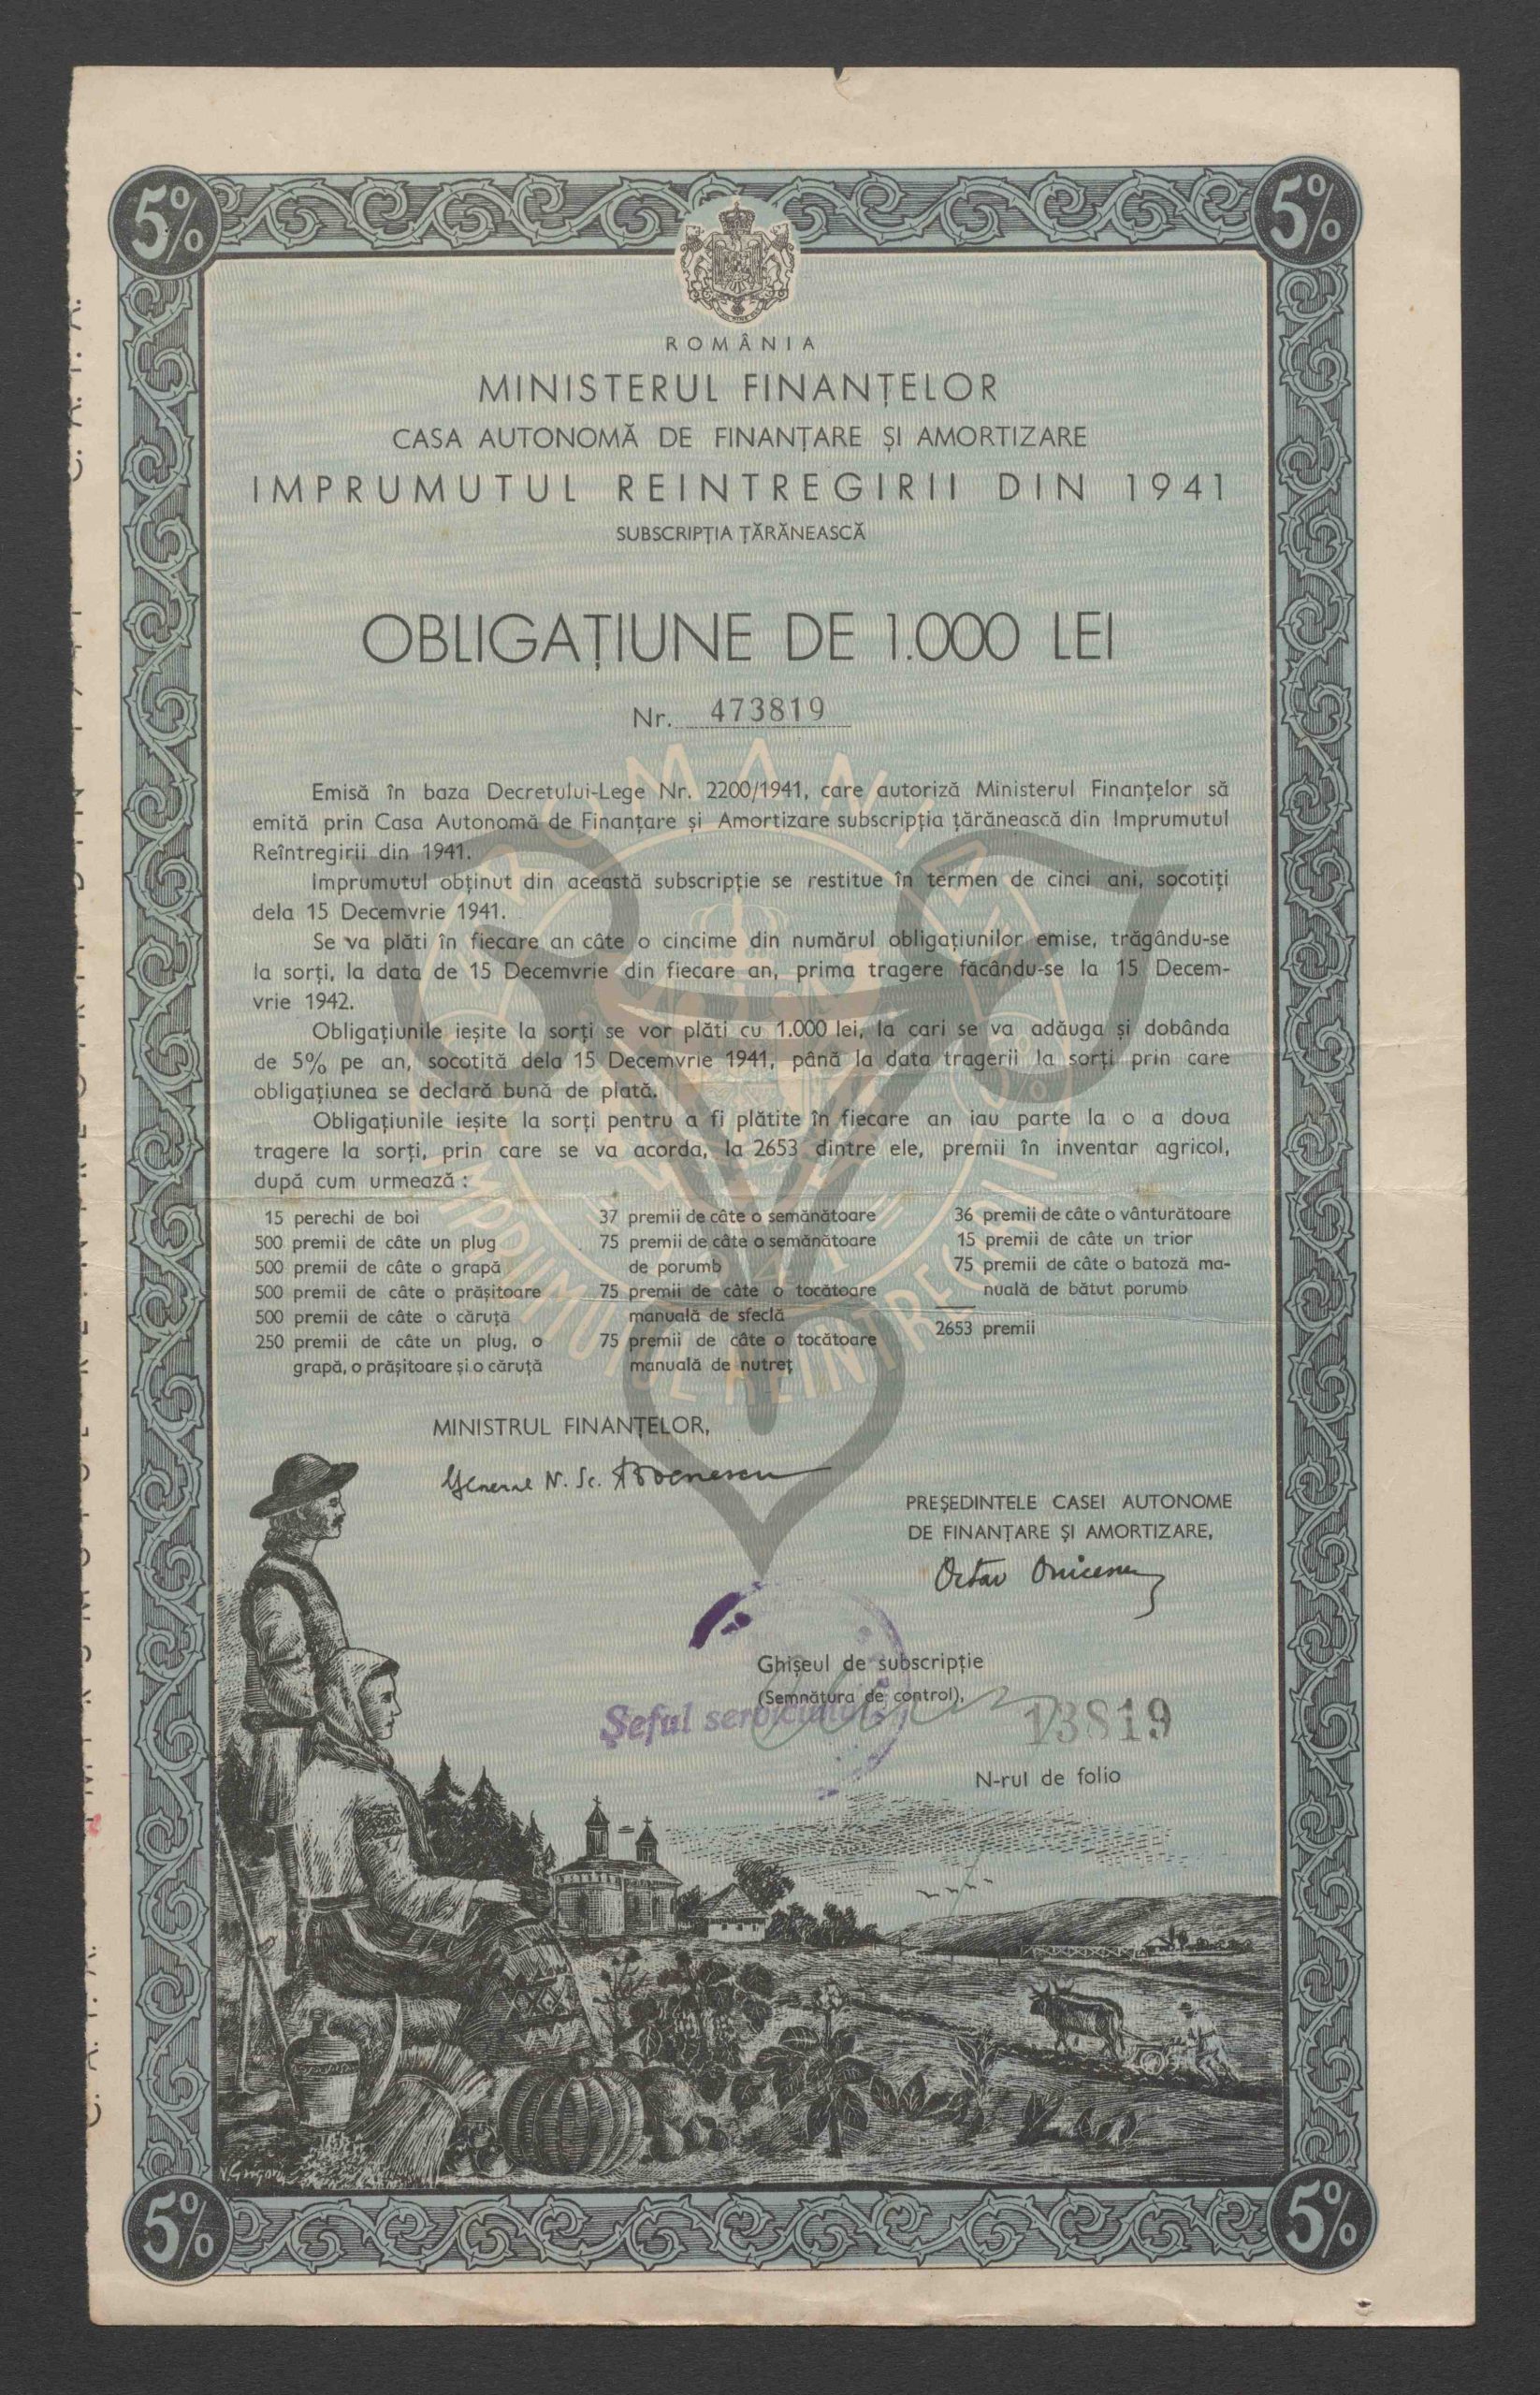 5%
5%
ROMÂNIA
MINISTERUL FINANȚELOR
CASA AUTONOMĂ DE FINANȚARE ȘI AMORTIZARE
IMPRUMUTUL REINTREGIRII DIN 1941
SUBSCRIPȚIA ȚĂRĂNEASCĂ
OBLIGAȚIUNE DE 1.000 LEI
Nr. 473819
Emisă în baza Decretului-Lege Nr. 2200/1941, care autoriză Ministerul Finanțelor să
emită prin Casa Autonomă de Finanțare și Amortizare subscripția țărănească din Imprumutul
Reîntregirii din 1941.
Imprumutul obținut din această subscripție se restitue în termen de cinci ani, socotiți
dela 15 Decemvrie 1941.
Se va plăti în fiecare an câte o cincime din numărul obligațiunilor emise, trăgându-se
la sorți, la data de 15 Decemvrie din fiecare an, prima tragere făcându-se la 15 Decem-
vrie 1942.
Obligațiunile ieșite la sorți se vor plăti cu 1.000 lei, la cari se va adăuga și dobânda
de 5% pe an, socotită dela 15 Decemvrie 1941, până la data tragerii la sorți prin care
obligațiunea se declară bună de plată.
Obligațiunile ieșite la sorți pentru a fi plătite în fiecare an iau parte la o a doua
tragere la sorți, prin care se va acorda, la 2653 dintre ele, premii în inventar agricol,
după cum urmează :
15 perechi de boi
500 premii de câte un plug
500 premii de câte o grapă
500 premii de câte o prășitoare
500 premii de câte o căruță
250 premii de câte un plug, o
grapă, o prășitoare și o căruță
37 premii de câte o semănătoare
75 premii de câte o semănătoare
de porumb
75 premii de câte o tocătoare
manuală de sfeclă
75 premii de câte o tocătoare
manuală de nutreț
36 premii de câte o vânturătoare
15 premii de câte un trior
75 premii de câte o batoză ma-
nuală de bătut porumb
2653 premii
ROMANIA
IMPRUMUTUL REINTREGIRII
1941
MINISTRUL FINANȚELOR,
General N. Sc. Stoenescu
PREȘEDINTELE CASEI AUTONOME
DE FINANȚARE ȘI AMORTIZARE,
Octav Onicescu
Ghișeul de subscripție
(Semnătura de control),
Șeful serviciului
13819
N-rul de folio
5%
5%